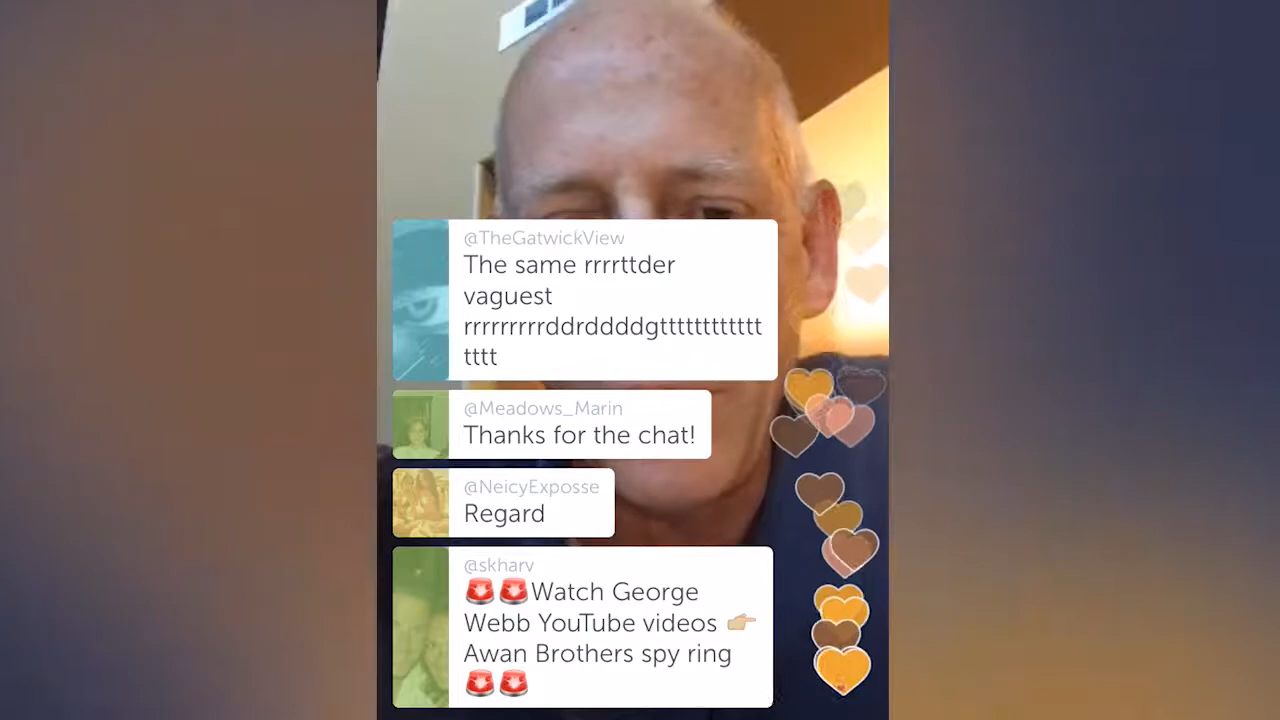 @TheGatwickView
The same rrrrttder
vaguest
rrrrrrrrrddrddddgtttttttttttt
tttt
@Meadows_Marin
Thanks for the chat!
@NeicyExposse
Regard
@skharv
🚨🚨Watch George
Webb YouTube videos 👉🏼
Awan Brothers spy ring
🚨🚨